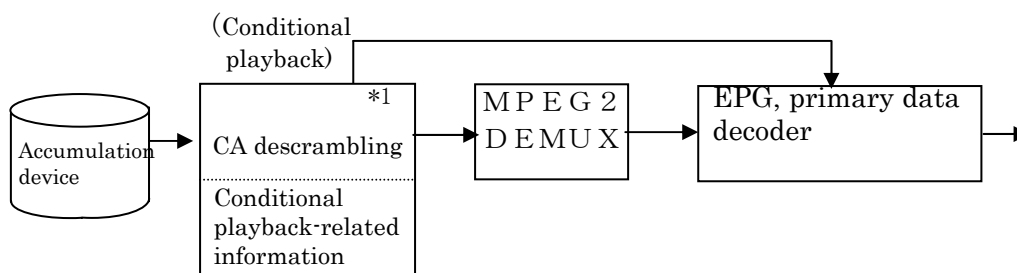 (Conditional
playback)
*1
Accumulation
device
CA descrambling
Conditional
playback-related
information
ＭＰＥＧ２
ＤＥＭＵＸ
EPG, primary data
decoder